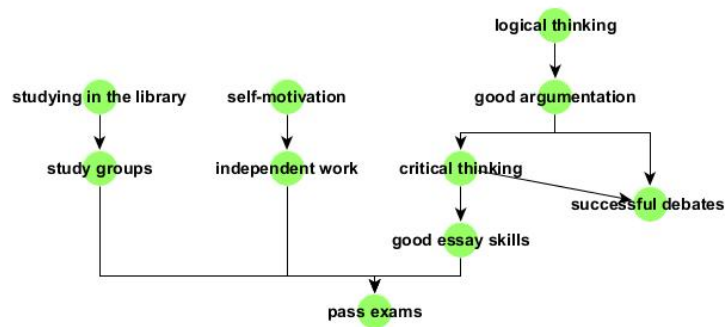 logical thinking
studying in the library
self-motivation
good argumentation
study groups
independent work
critical thinking
successful debates
good essay skills
pass exams